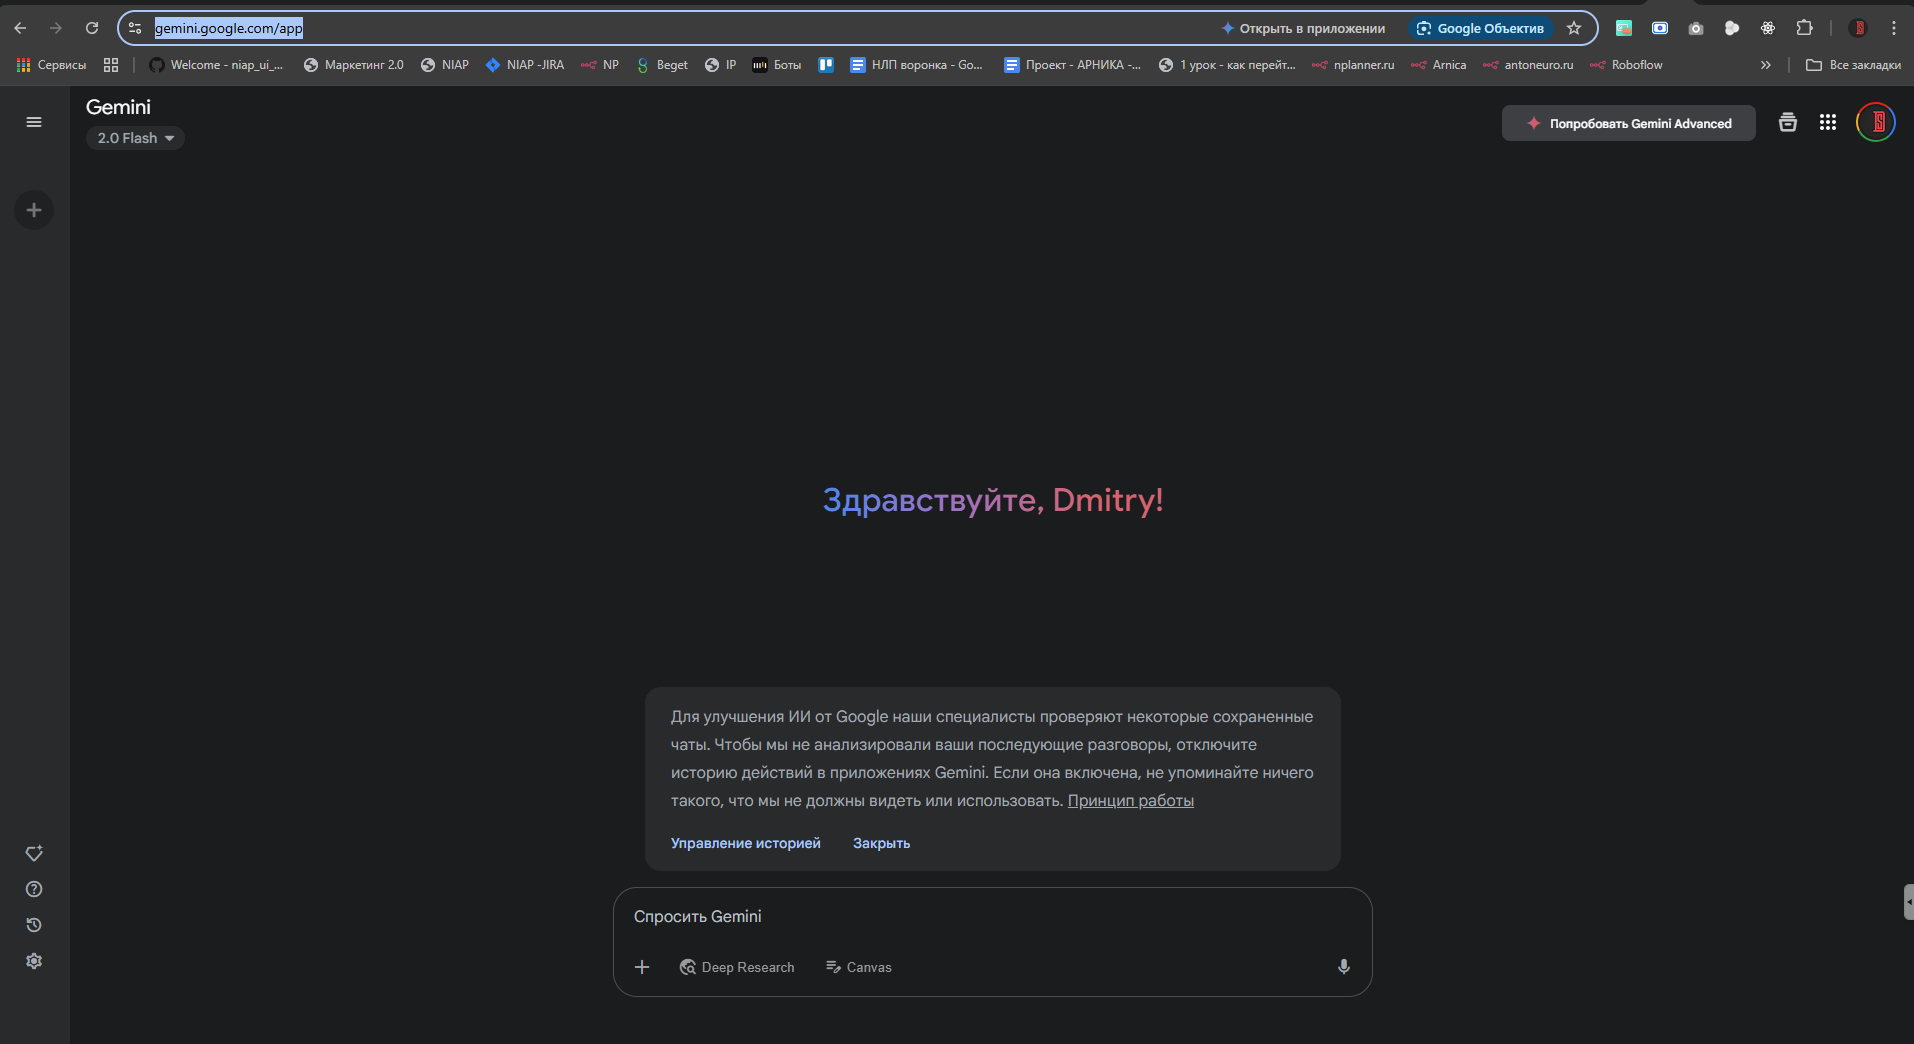 gemini.google.com/app
Открыть в приложении
Google Объектив
Сервисы
Welcome - niap_ui_...
Маркетинг 2.0
NIAP
NIAP -JIRA
NP
Beget
IP
Боты
НЛП воронка - Go...
Проект - АРНИКА -...
1 урок - как перейт...
nplanner.ru
Arnica
antoneuro.ru
Roboflow
Все закладки
Gemini
2.0 Flash
Попробовать Gemini Advanced
Здравствуйте, Dmitry!
Для улучшения ИИ от Google наши специалисты проверяют некоторые сохраненные
чаты. Чтобы мы не анализировали ваши последующие разговоры, отключите
историю действий в приложениях Gemini. Если она включена, не упоминайте ничего
такого, что мы не должны видеть или использовать. Принцип работы
Управление историей
Закрыть
Спросить Gemini
Deep Research
Canvas